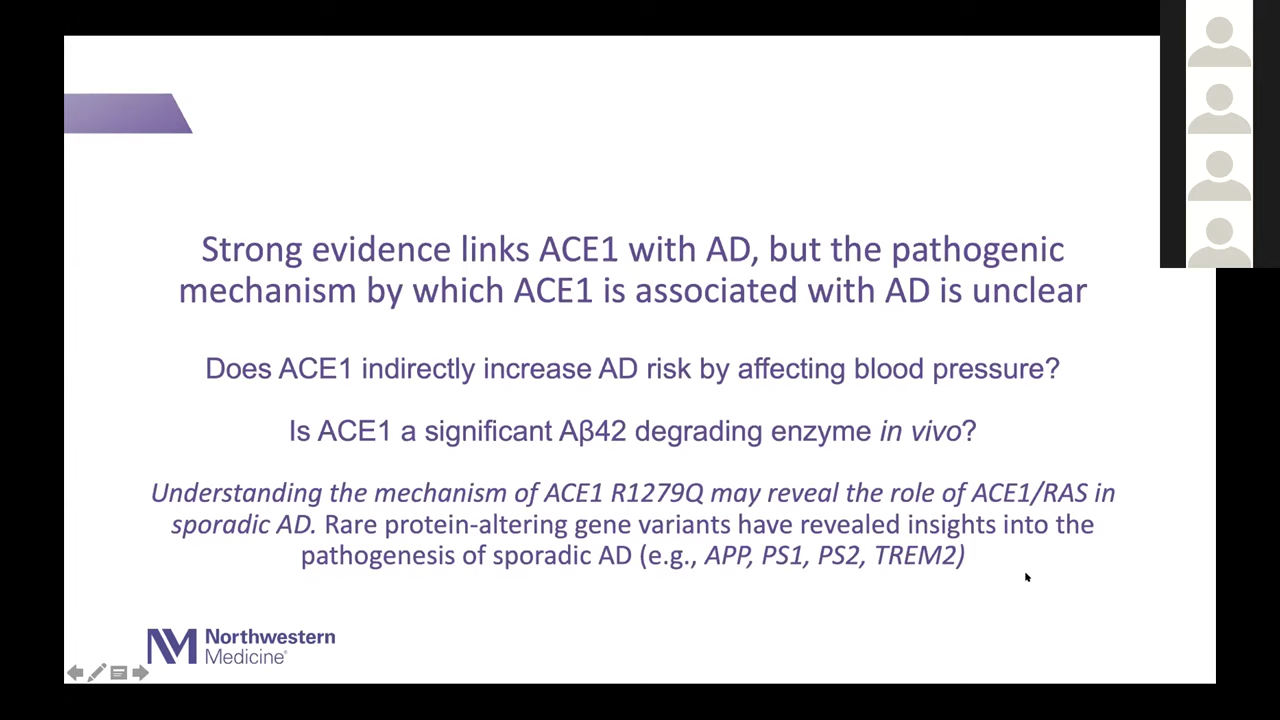 Strong evidence links ACE1 with AD, but the pathogenic
mechanism by which ACE1 is associated with AD is unclear
Does ACE1 indirectly increase AD risk by affecting blood pressure?
Is ACE1 a significant Aβ42 degrading enzyme in vivo?
Understanding the mechanism of ACE1 R1279Q may reveal the role of ACE1/RAS in
sporadic AD. Rare protein-altering gene variants have revealed insights into the
pathogenesis of sporadic AD (e.g., APP, PS1, PS2, TREM2)
NM Northwestern
Medicine®